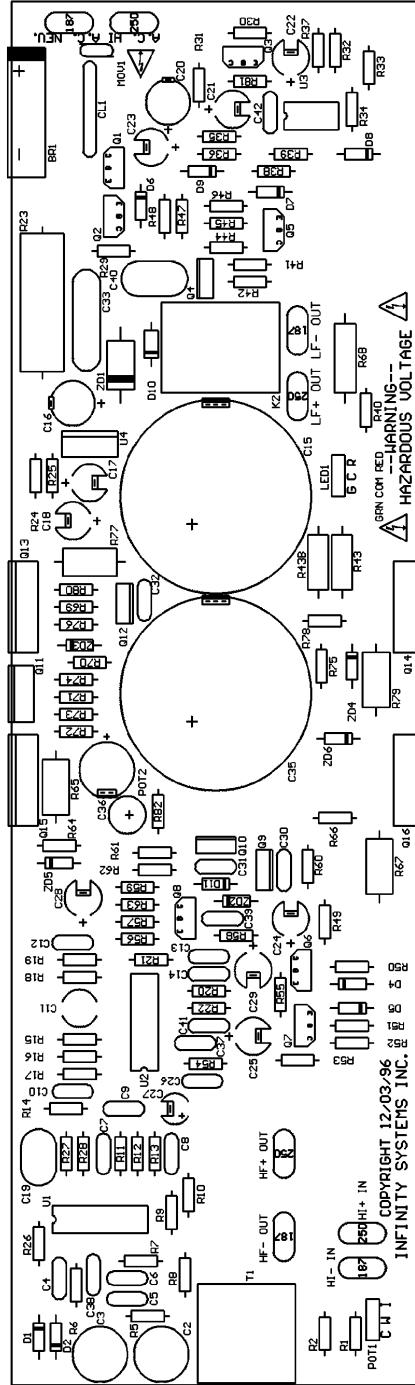 187
A.C. NEU.
250
A.C. HI
MOV1
CL1
BR1
C20
R31
R30
Q3
C22
R37
R32
R33
U3
R81
C21
C42
R34
C23
Q1
R35
R36
R39
D8
R38
D9
D6
R48
R47
D7
R46
R45
R44
Q5
Q2
R23
R29
C40
Q4
R41
R42
C33
ZD1
D10
K2
187
LF- OUT
250
LF+ OUT
R68
R40
C16
U4
C15
R25
R24
C17
C18
LED1
G C R
GRN COM RED
--WARNING--
HAZARDOUS VOLTAGE
Q13
R77
R80
R69
R76
ZD3
R70
R74
R71
R73
R72
Q12
C32
Q11
R43B
R43
R78
R75
ZD4
R79
Q14
C35
ZD6
Q15
R65
R64
ZD5
C36
POT2
R82
R66
Q16
R67
R61
R62
Q10
C31
Q9
C30
R60
C28
R59
R63
R57
R56
Q8
D11
ZD2
C39
R58
C24
R49
C12
R19
R18
R21
C13
C14
R20
R22
C29
R55
Q6
R50
D4
D5
R51
R52
C11
R15
R16
R17
C10
R14
U2
C41
C37
R54
C25
Q7
R53
C26
C27
C9
C19
R27
R28
C7
R11
R12
R13
C8
U1
R9
R10
HF+ OUT
250
HF- OUT
187
COPYRIGHT 12/03/96
INFINITY SYSTEMS INC.
HI+ IN
250
HI- IN
187
R26
C4
C38
R7
C6
C5
R8
T1
D1
D2
R6
C3
R5
C2
R2
R1
POT1
C W I